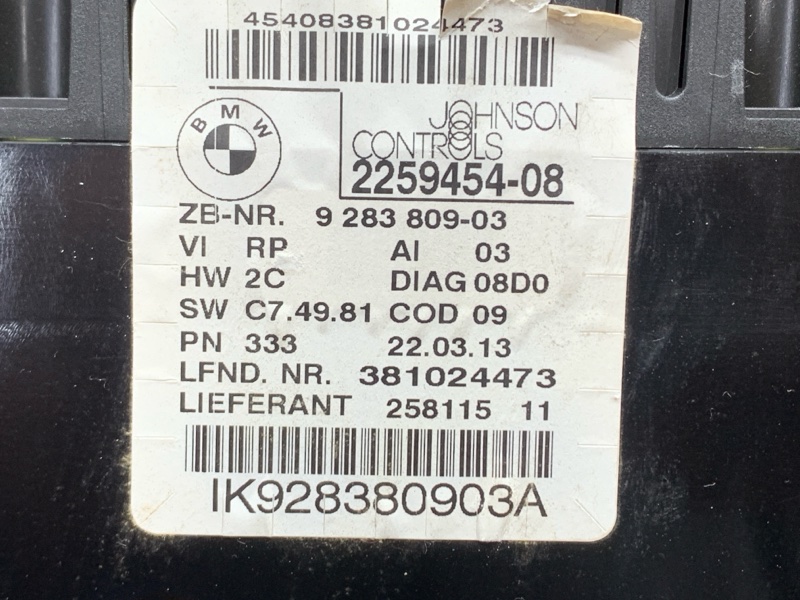 45408381024473
BMW
JOHNSON
CONTROLS
2259454-08
ZB-NR. 9 283 809-03
VI RP AI 03
HW 2C DIAG 08D0
SW C7.49.81 COD 09
PN 333 22.03.13
LFND. NR. 381024473
LIEFERANT 258115 11
IK928380903A